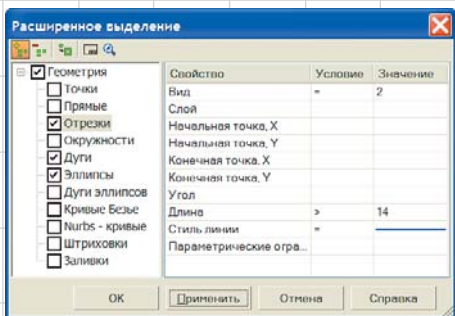 Расширенное выделение
Геометрия
Точки
Прямые
Отрезки
Окружности
Дуги
Эллипсы
Дуги эллипсов
Кривые Безье
Nurbs - кривые
Штриховки
Заливки
Свойство Условие Значение
Вид = 2
Слой
Начальная точка, X
Начальная точка, Y
Конечная точка, X
Конечная точка, Y
Угол
Длина > 14
Стиль линии =
Параметрические огра...
OK Применить Отмена Справка